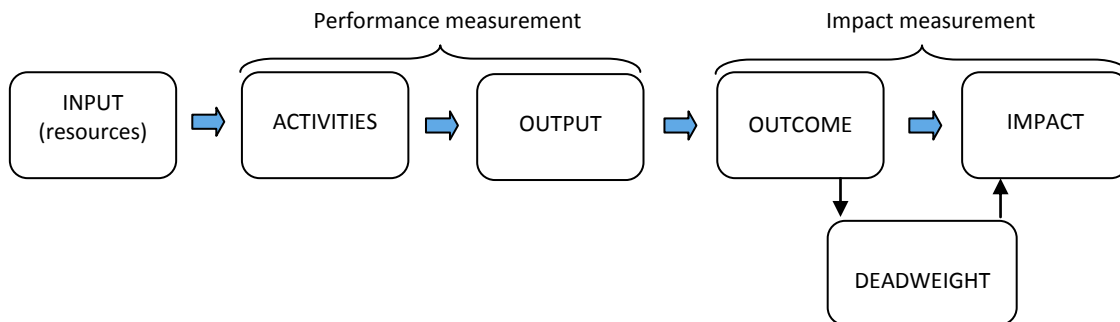 Performance measurement
Impact measurement
INPUT
(resources)
ACTIVITIES
OUTPUT
OUTCOME
IMPACT
DEADWEIGHT